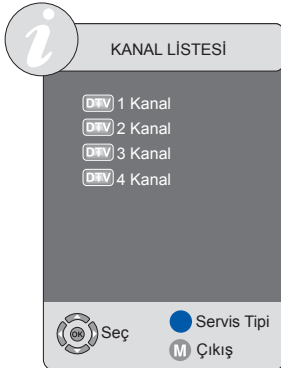 i
KANAL LİSTESİ
DTV 1 Kanal
DTV 2 Kanal
DTV 3 Kanal
DTV 4 Kanal
OK Seç
Servis Tipi
M Çıkış